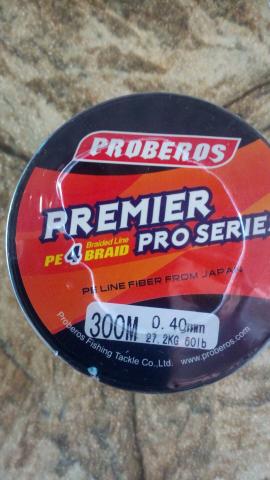 PROBEROS
PREMIER
PRO SERIE
PE 4 Braided Line BRAID
PE LINE FIBER FROM JAPAN
300M 0.40mm
27.2KG 60lb
Proberos Fishing Tackle Co.,Ltd. www.proberos.com